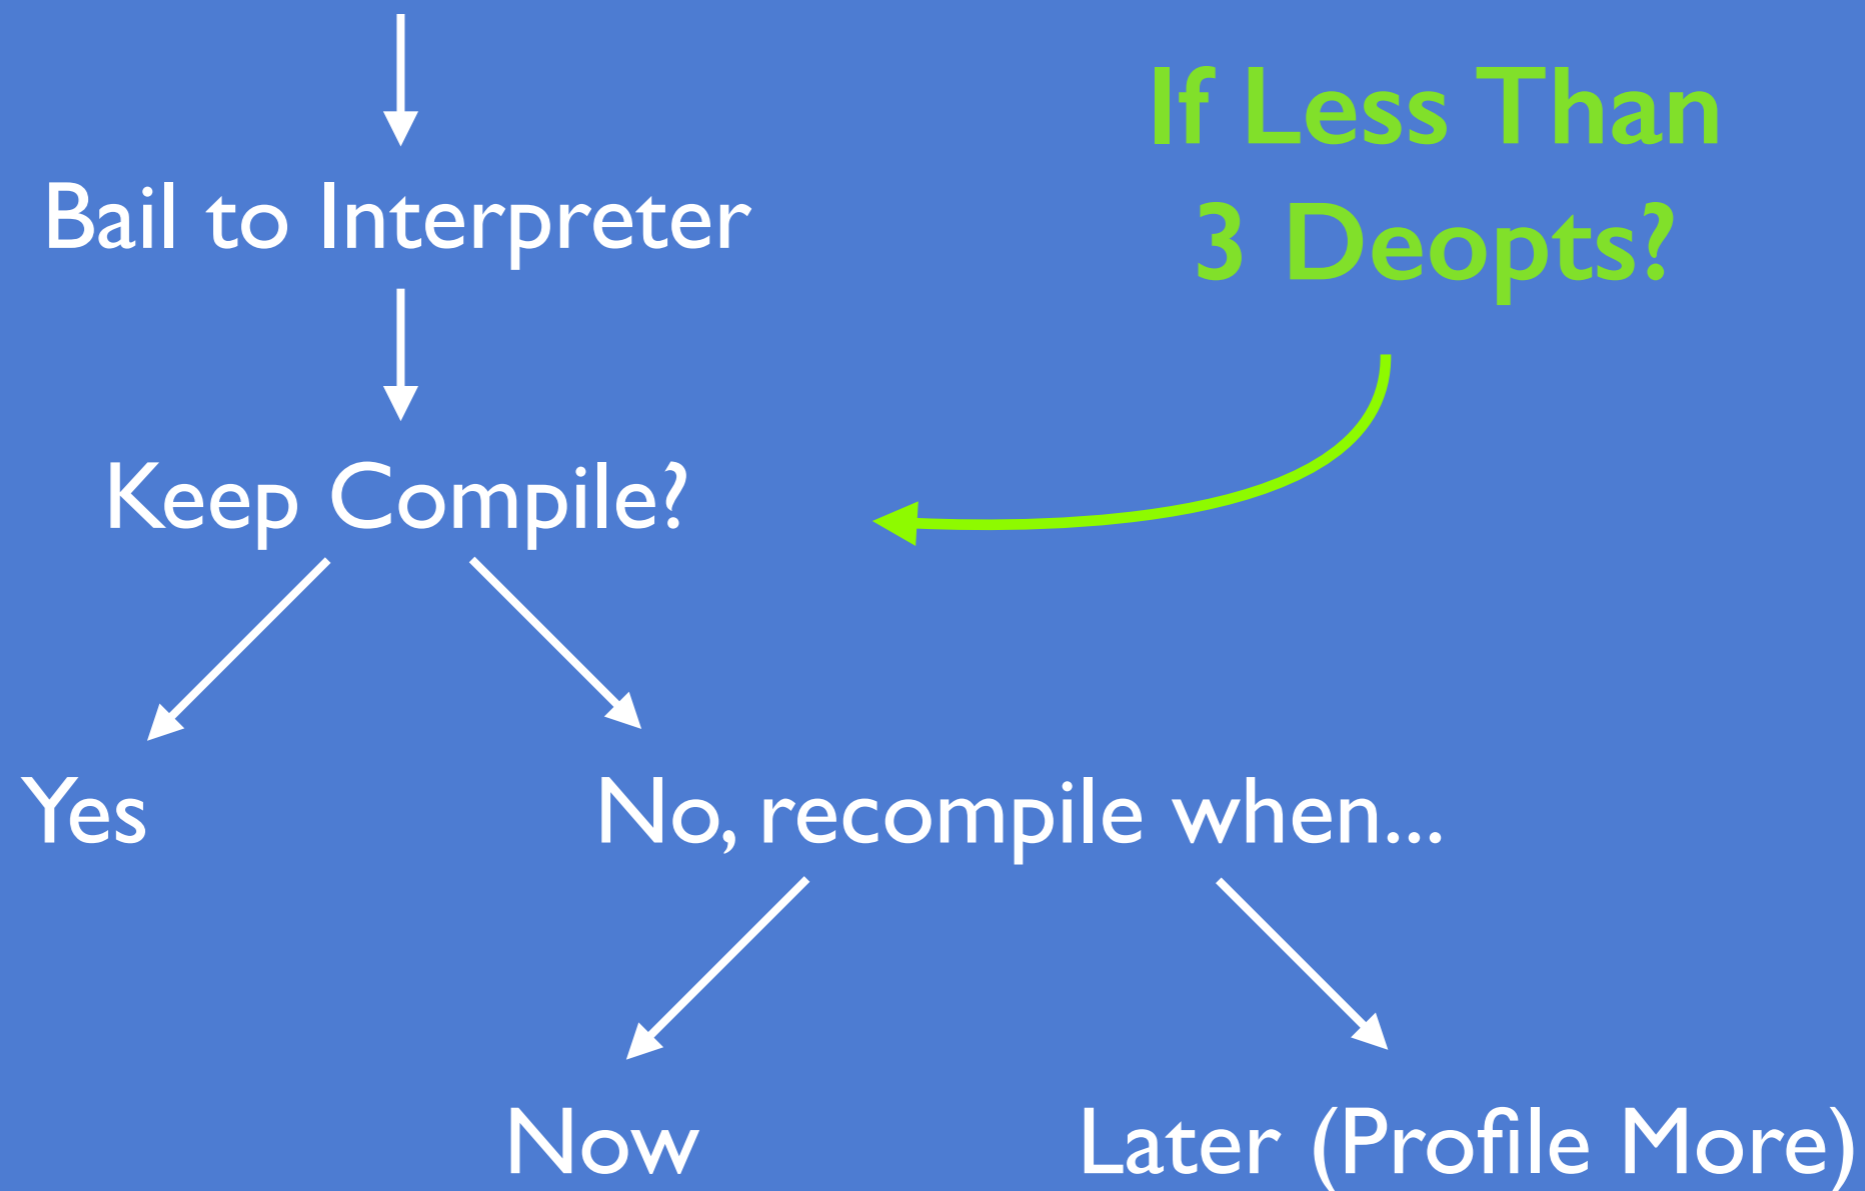 If Less Than
3 Deopts?
Bail to Interpreter
Keep Compile?
Yes
No, recompile when...
Now
Later (Profile More)